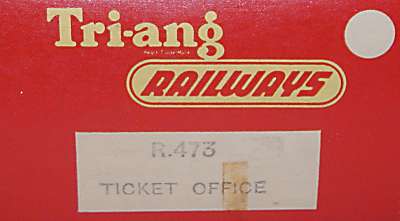 Tri-ang
RAILWAYS
R.473
TICKET OFFICE